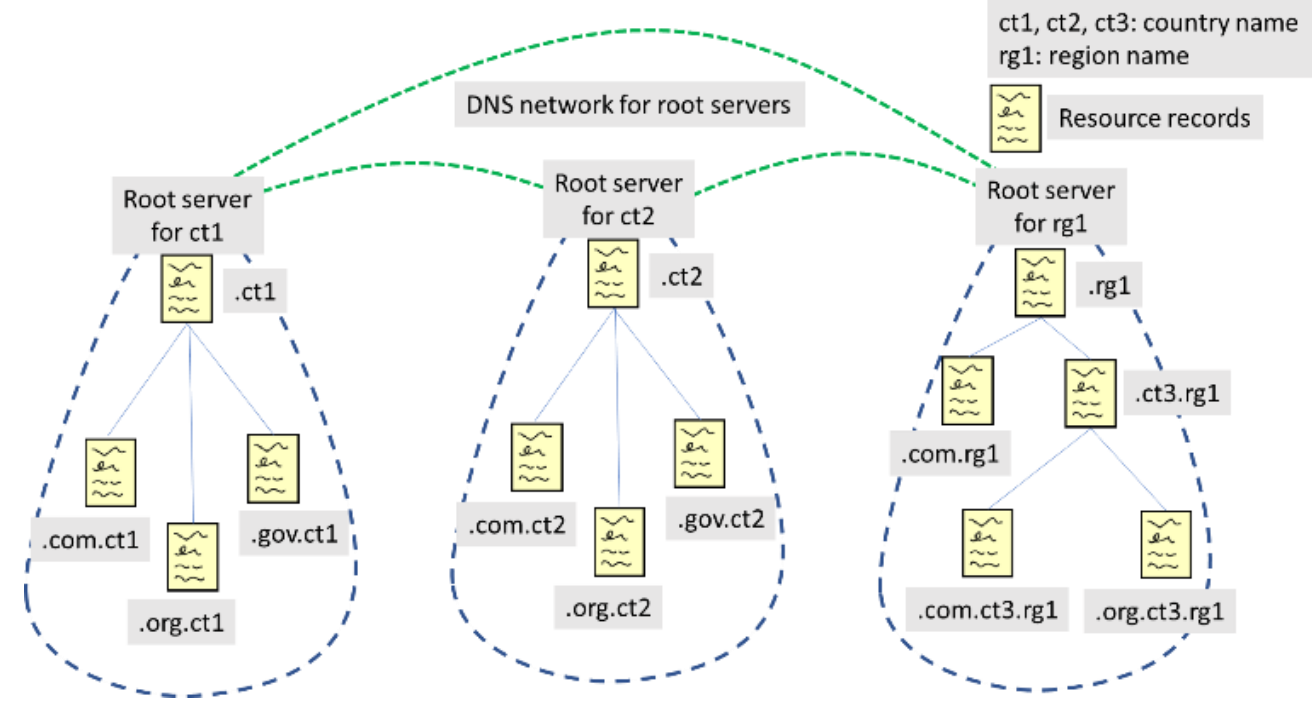 ct1, ct2, ct3: country name
rg1: region name
DNS network for root servers
Resource records
Root server
for ct1
Root server
for ct2
Root server
for rg1
.ct1
.ct2
.rg1
.ct3.rg1
.com.rg1
.com.ct1
.gov.ct1
.org.ct1
.com.ct2
.gov.ct2
.org.ct2
.com.ct3.rg1
.org.ct3.rg1